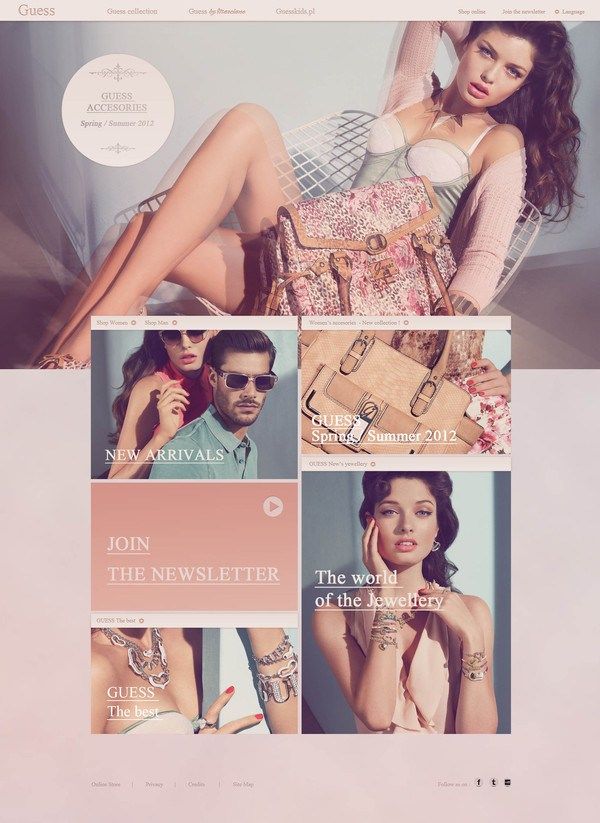 Guess
Guess collection
Guess by Marciano
Guesskids.pl
Shop online
Join the newsletter
Language
GUESS
ACCESORIES
Spring / Summer 2012
Shop Women
Shop Man
Women's accesories - New collection !
NEW ARRIVALS
GUESS
Spring / Summer 2012
GUESS New's yewellery
JOIN
THE NEWSLETTER
The world
of the Jewellery
GUESS The best
GUESS
The best
Online Store | Privacy | Credits | Site Map
Follow us on :
f
t